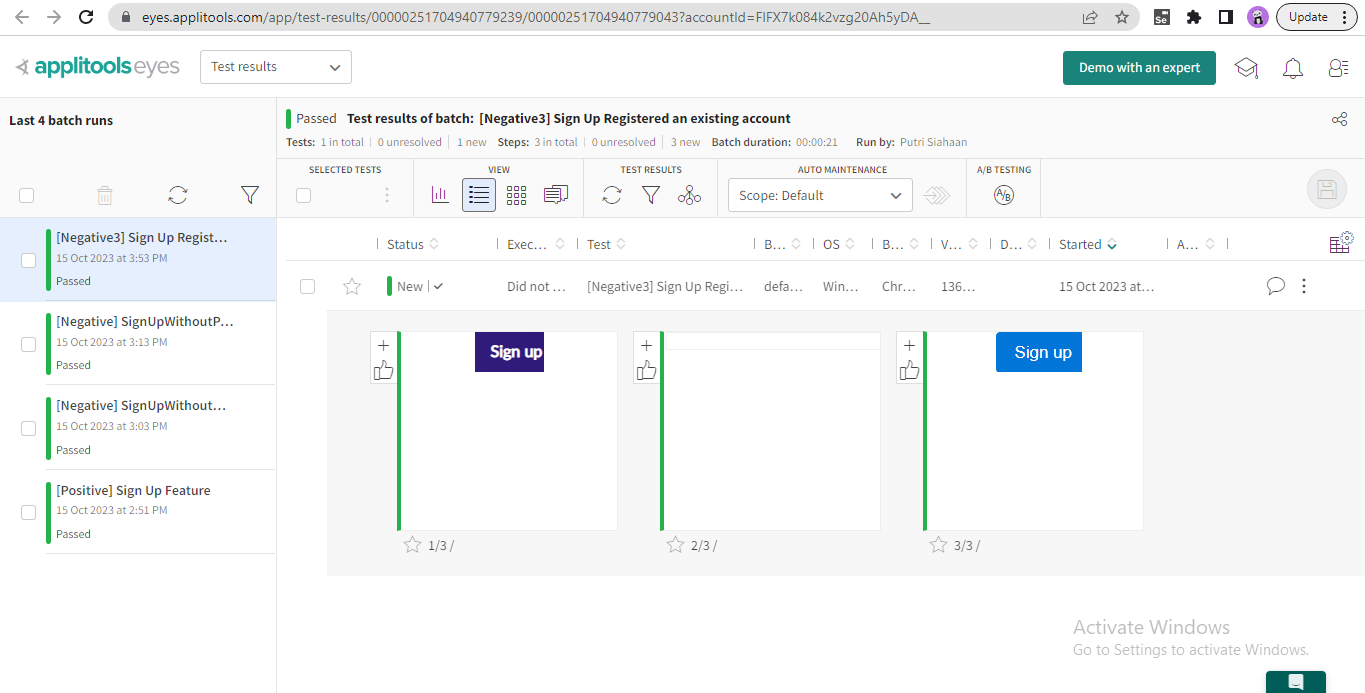 eyes.applitools.com/app/test-results/00000251704940779239/00000251704940779043?accountId=FIFX7k084k2vzg20Ah5yDA__
Se
Update
applitools eyes
Test results
Demo with an expert
Last 4 batch runs
Passed Test results of batch: [Negative3] Sign Up Registered an existing account
Tests: 1 in total | 0 unresolved | 1 new Steps: 3 in total | 0 unresolved | 3 new Batch duration: 00:00:21 Run by: Putri Siahaan
SELECTED TESTS VIEW TEST RESULTS AUTO MAINTENANCE A/B TESTING
Scope: Default
A/B
[Negative3] Sign Up Regist...
15 Oct 2023 at 3:53 PM
Passed
[Negative] SignUpWithoutP...
15 Oct 2023 at 3:13 PM
Passed
[Negative] SignUpWithout...
15 Oct 2023 at 3:03 PM
Passed
[Positive] Sign Up Feature
15 Oct 2023 at 2:51 PM
Passed
Status Exec... Test B... OS B... V... D... Started A...
New Did not ... [Negative3] Sign Up Regi... defa... Win... Chr... 136... 15 Oct 2023 at...
Sign up
Sign up
1/3 / 2/3 / 3/3 /
Activate Windows
Go to Settings to activate Windows.